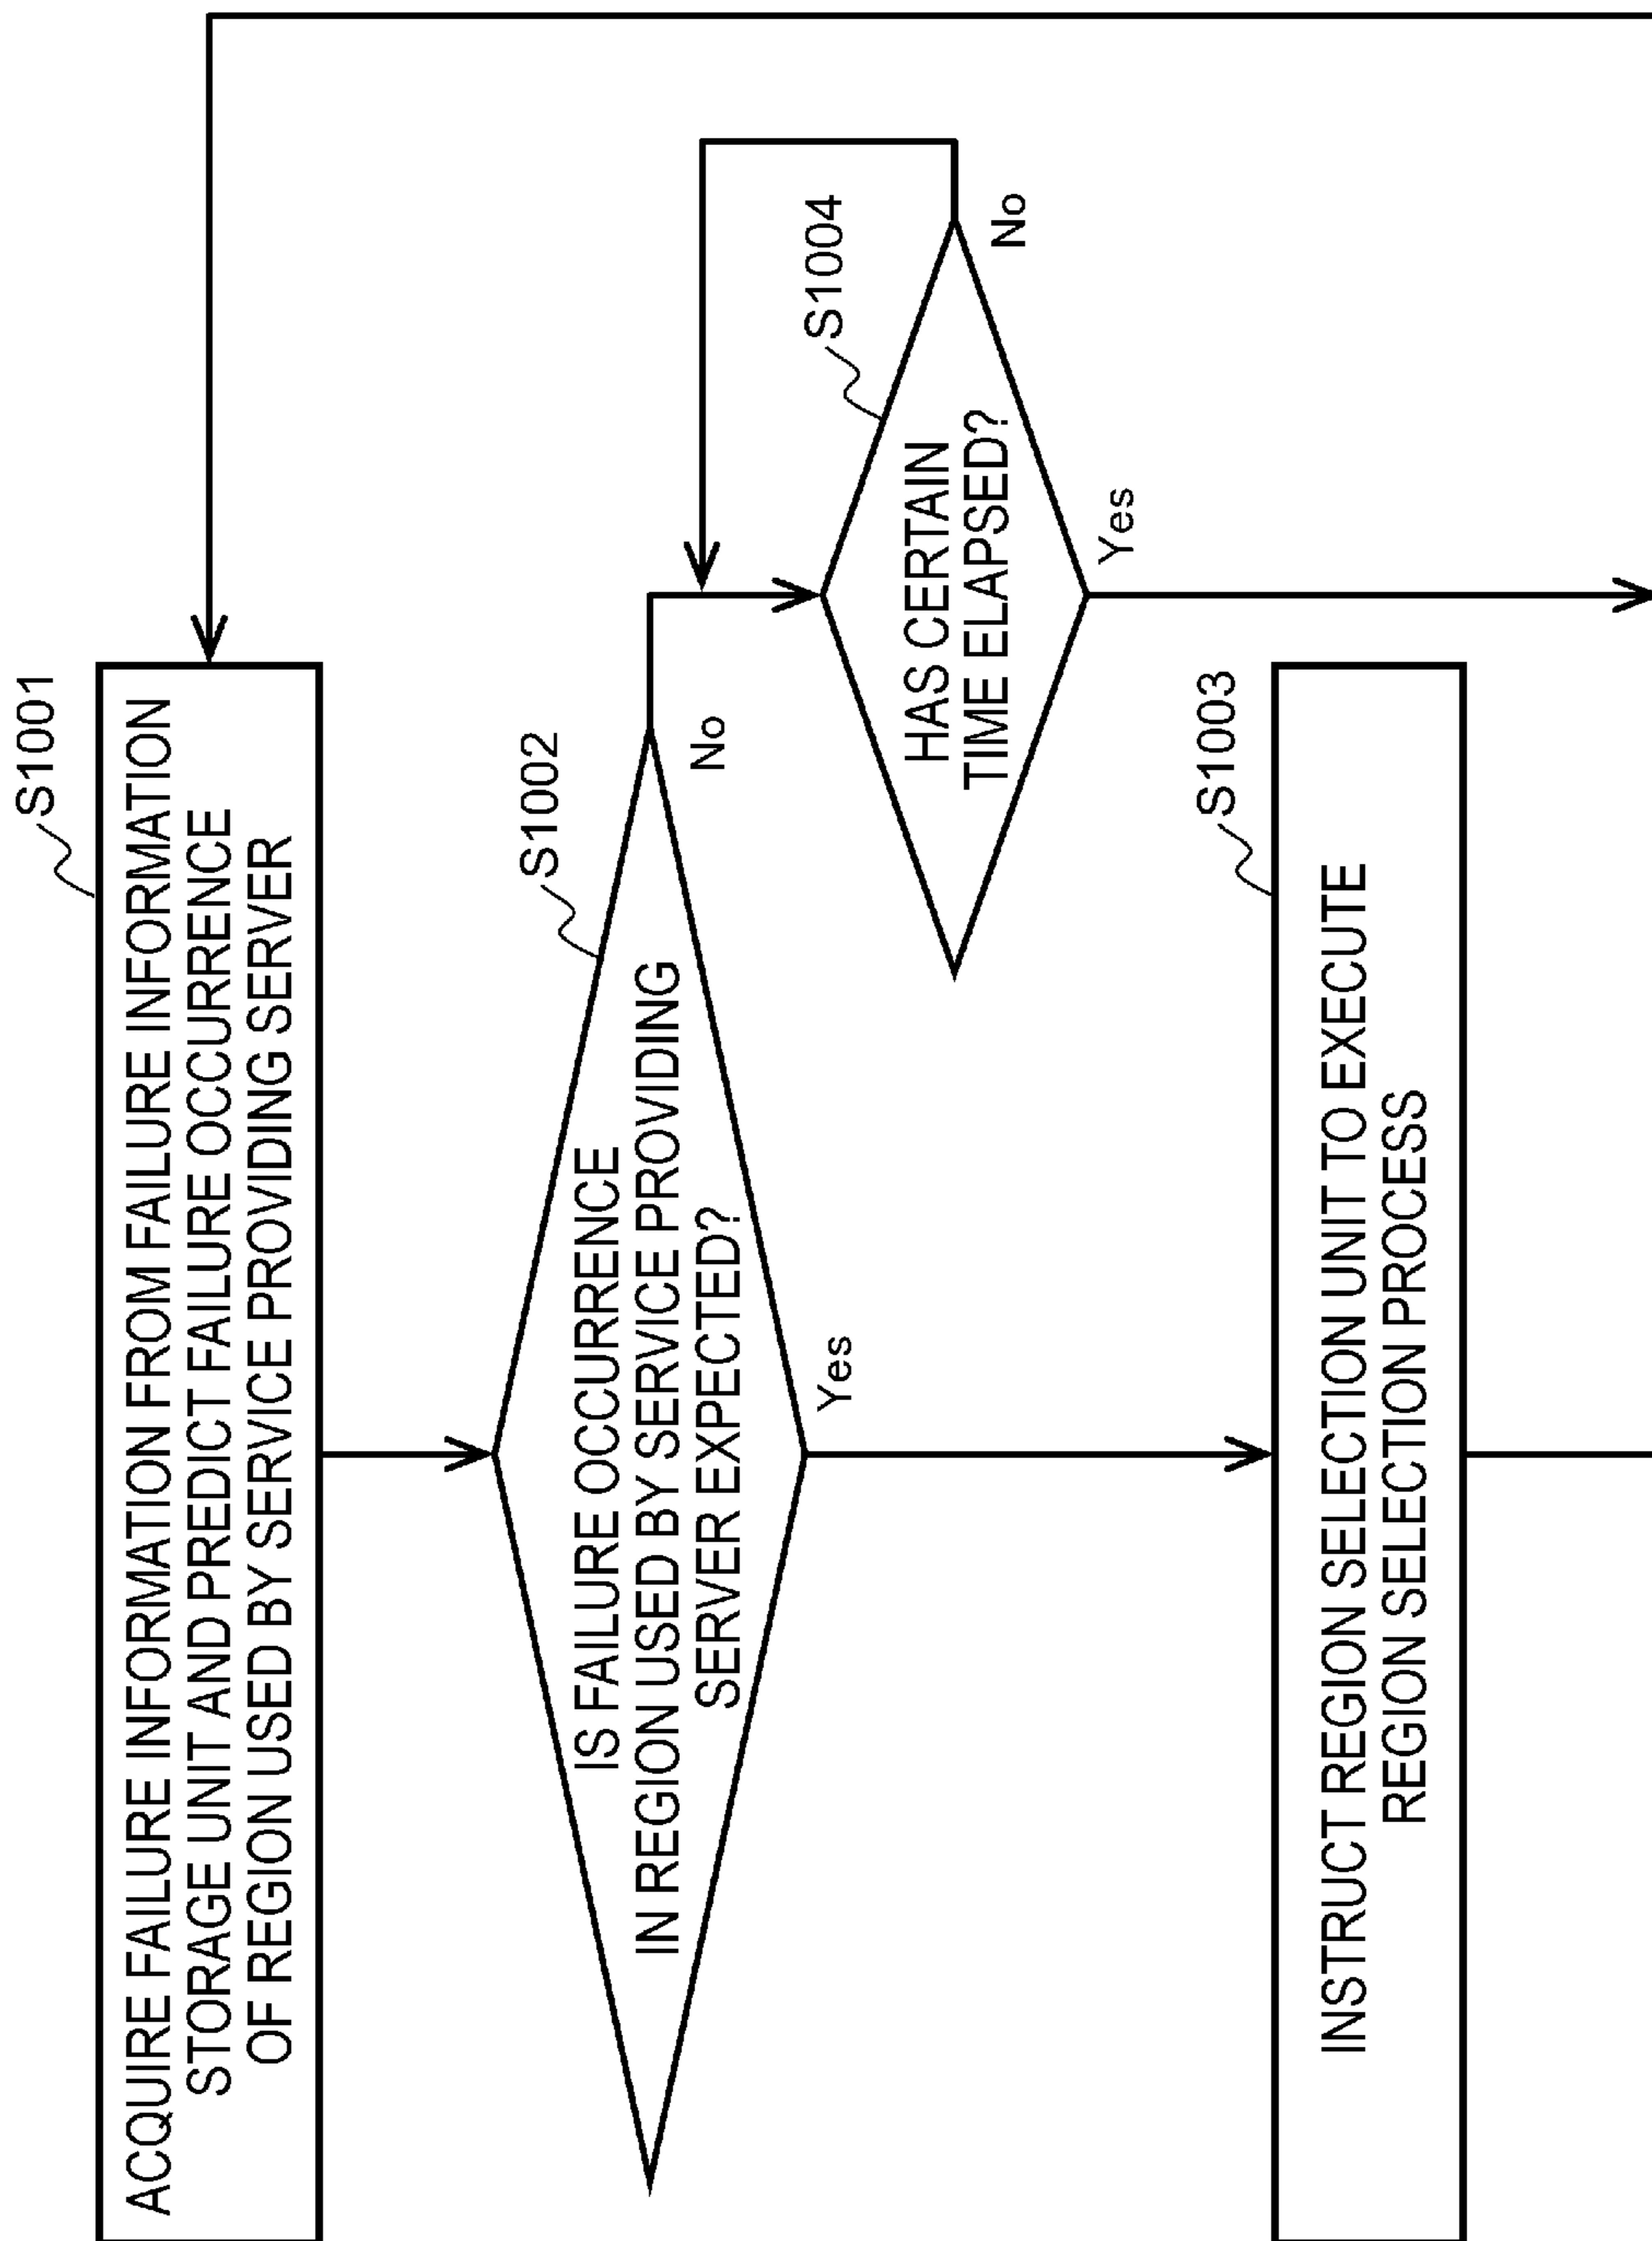 S1001
ACQUIRE FAILURE INFORMATION FROM FAILURE INFORMATION
STORAGE UNIT AND PREDICT FAILURE OCCURRENCE
OF REGION USED BY SERVICE PROVIDING SERVER
S1002
IS FAILURE OCCURRENCE
IN REGION USED BY SERVICE PROVIDING
SERVER EXPECTED?
No
Yes
S1004
HAS CERTAIN
TIME ELAPSED?
No
Yes
S1003
INSTRUCT REGION SELECTION UNIT TO EXECUTE
REGION SELECTION PROCESS